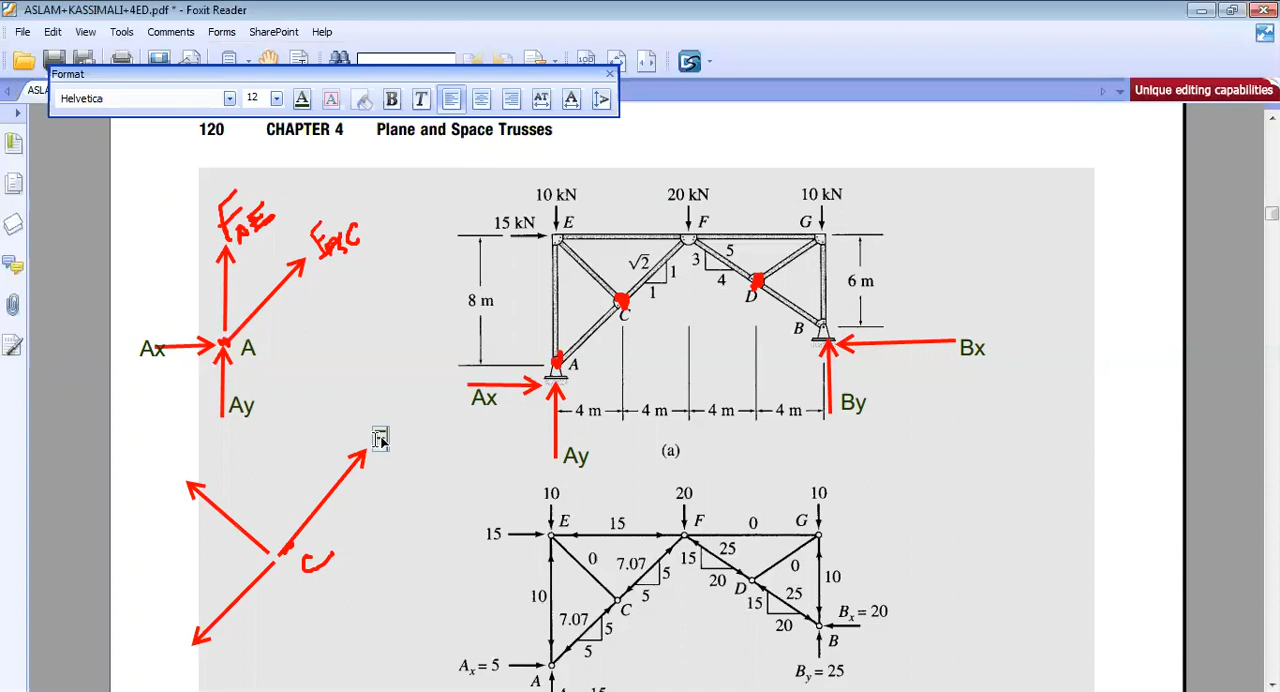 ASLAM+KASSIMALI+4ED.pdf * - Foxit Reader
File Edit View Tools Comments Forms SharePoint Help
Format
ASLA
Unique editing capabilities
Helvetica 12
120 CHAPTER 4 Plane and Space Trusses
10 kN 20 kN 10 kN
15 kN E F G
FAE
FAC
√2 1 1
3 5 4
8 m
6 m
C D B
Ax A
Ay
A
Ax
Ay
Bx
By
4 m 4 m 4 m 4 m
(a)
C
10 20 10
15 E 15 F 0 G
0 7.07 5 5
15 25 20
D 0
10
10
7.07 5 5
C
15 25 20
Bx = 20
B
By = 25
Ax = 5
A